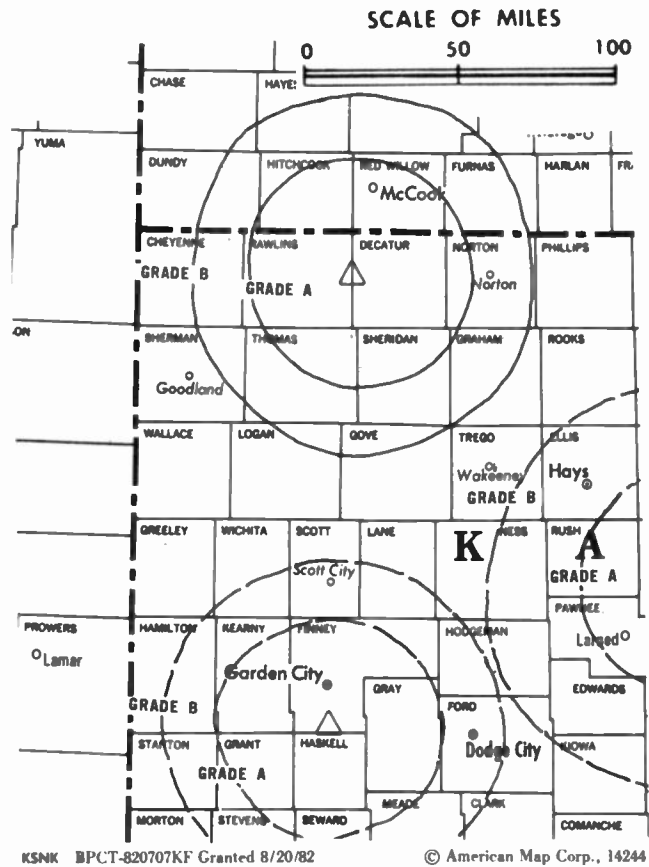 SCALE OF MILES
0 50 100
CHASE HAYES
YUMA
DUNDY HITCHCOCK RED WILLOW FURNAS HARLAN FR
McCook
CHEYENNE RAWLINS DECATUR NORTON PHILLIPS
GRADE B GRADE A Norton
SHERMAN THOMAS SHERIDAN GRAHAM ROOKS
ON
Goodland
WALLACE LOGAN GOVE TREGO ELLIS
Wakeeney Hays
GRADE B
GREELEY WICHITA SCOTT LANE NESS RUSH
K A
Scott City GRADE A
PAWNEE
PROWERS HAMILTON KEARNY FINNEY HODGEMAN Larned
Lamar
Garden City
GRAY EDWARDS
GRADE B FORD
STANTON GRANT HASKELL Dodge City KIOWA
GRADE A
MEADE CLARK
MORTON STEVENS SEWARD COMANCHE
KSNK BPCT-820707KF Granted 8/20/82 © American Map Corp., 14244